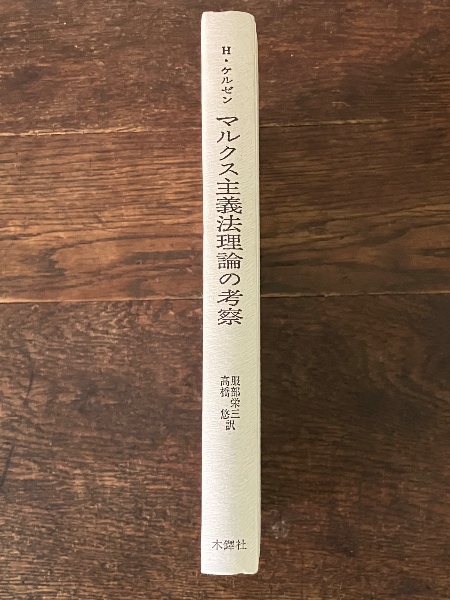 H・ケルゼン
マルクス主義法理論の考察
服部栄三
高橋 悠 訳
木鐸社